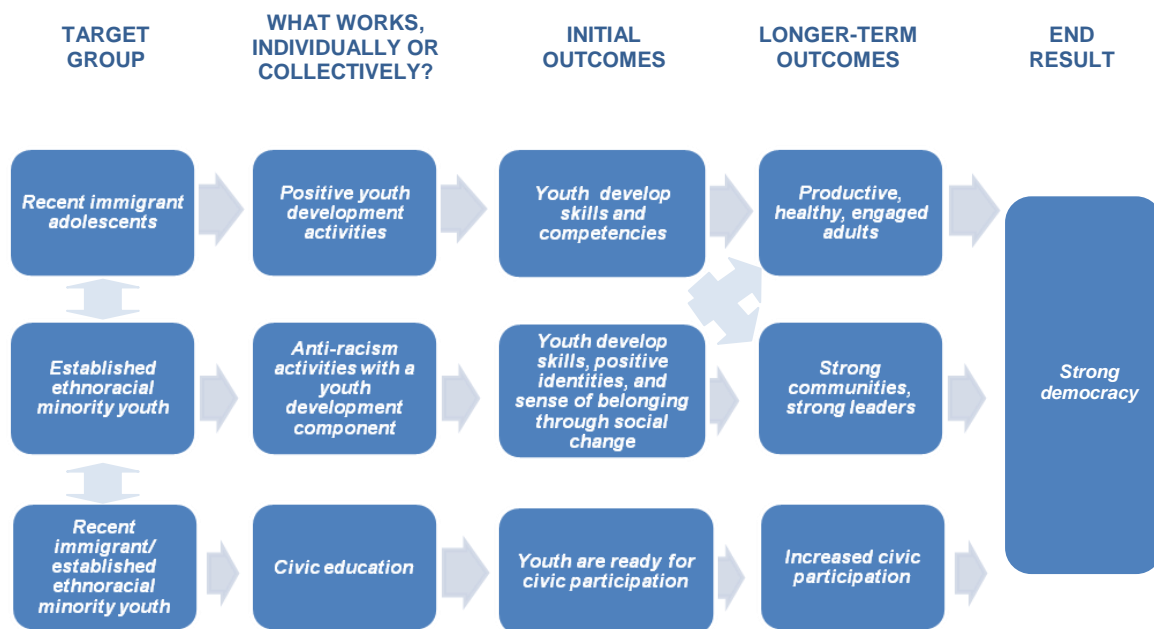 TARGET
GROUP
WHAT WORKS,
INDIVIDUALLY OR
COLLECTIVELY?
INITIAL
OUTCOMES
LONGER-TERM
OUTCOMES
END
RESULT
Recent immigrant
adolescents
Positive youth
development
activities
Youth develop
skills and
competencies
Productive,
healthy, engaged
adults
Established
ethnoracial
minority youth
Anti-racism
activities with a
youth
development
component
Youth develop
skills, positive
identities, and
sense of belonging
through social
change
Strong
communities,
strong leaders
Strong
democracy
Recent
immigrant/
established
ethnoracial
minority youth
Civic education
Youth are ready for
civic participation
Increased civic
participation